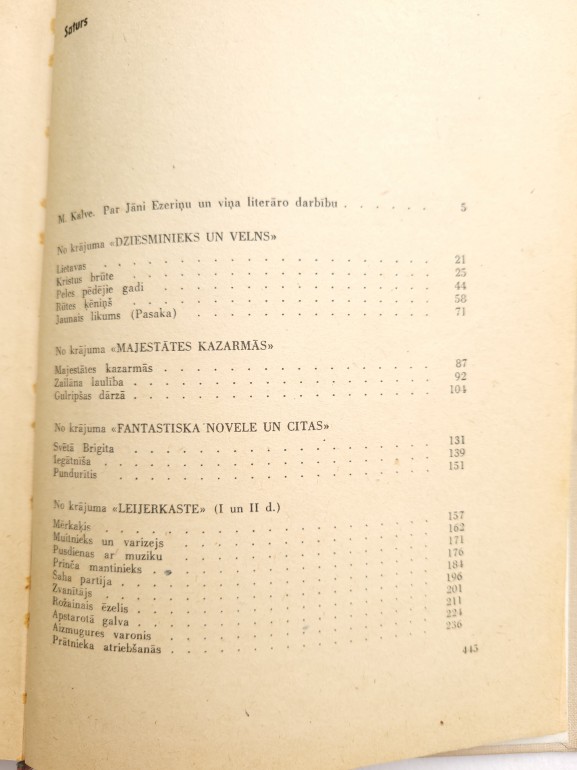 Saturs
M. Kalve. Par Jāni Ezeriņu un viņa literāro darbību . . . . . . 5
No krājuma «DZIESMINIEKS UN VELNS»
Lietavas . . . . . . . . . . . . . . . . 21
Kristus brūte . . . . . . . . . . . . . . 25
Peles pēdējie gadi . . . . . . . . . . . . . 44
Rūtes ķēniņš . . . . . . . . . . . . . . 58
Jaunais likums (Pasaka) . . . . . . . . . . . 71
No krājuma «MAJESTĀTES KAZARMĀS»
Majestātes kazarmās . . . . . . . . . . . . 87
Zailāna laulība . . . . . . . . . . . . . . 92
Gulripšas dārzā . . . . . . . . . . . . . . 104
No krājuma «FANTASTISKA NOVELE UN CITAS»
Svētā Brigita . . . . . . . . . . . . . . 131
Iegātniša . . . . . . . . . . . . . . . . 139
Pundurītis . . . . . . . . . . . . . . . 151
No krājuma «LEIJERKASTE» (I un II d.)
Mērkaķis . . . . . . . . . . . . . . . 157
Muitnieks un varizejs . . . . . . . . . . . . 162
Pusdienas ar muziku . . . . . . . . . . . . 171
Prinča mantinieks . . . . . . . . . . . . . 176
Šaha partija . . . . . . . . . . . . . . 184
Zvanītājs . . . . . . . . . . . . . . . 196
Rožainais ēzelis . . . . . . . . . . . . . 201
Apstarotā galva . . . . . . . . . . . . . 211
Aizmugures varonis . . . . . . . . . . . . 224
Prātnieka atriebšanās . . . . . . . . . . . . 236
445